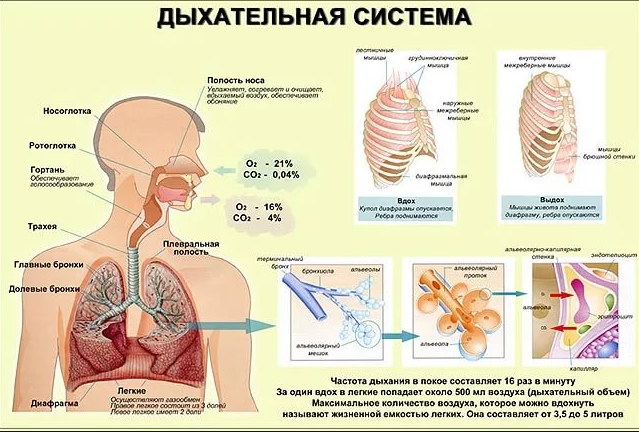 ДЫХАТЕЛЬНАЯ СИСТЕМА
Полость носа
Увлажняет, согревает и очищает,
вдыхаемый воздух, обеспечивает
обоняние
Носоглотка
Ротоглотка
Гортань
Обеспечивает
голосообразование
Трахея
Главные бронхи
Долевые бронхи
Плевральная
полость
O₂ - 21%
CO₂ - 0,04%
O₂ - 16%
CO₂ - 4%
Легкие
Осуществляют газообмен
Правое легкое состоит из 3 долей
Левое легкое имеет 2 доли
Диафрагма
лестничные
мышцы
грудинноключичная
мышца
наружные
межреберные
мышцы
диафрагмальная
мышца
Вдох
Купол диафрагмы опускается,
Ребра поднимаются
внутренние
межреберные мышцы
мышцы
брюшной стенки
Выдох
Мышцы живота поднимают
диафрагму, ребра опускаются
терминальный
бронх
бронхиола
альвеолы
альвеолярный
мешок
альвеолярный
проток
альвеола
альвеолярно-капилярная
стенка
эндотелиоцит
альвеола
эритроцит
капилляр
Частота дыхания в покое составляет 16 раз в минуту
За один вдох в легкие попадает около 500 мл воздуха (дыхательный объем)
Максимальное количество воздуха, которое можно вдохнуть
называют жизненной емкостью легких. Она составляет от 3,5 до 5 литров